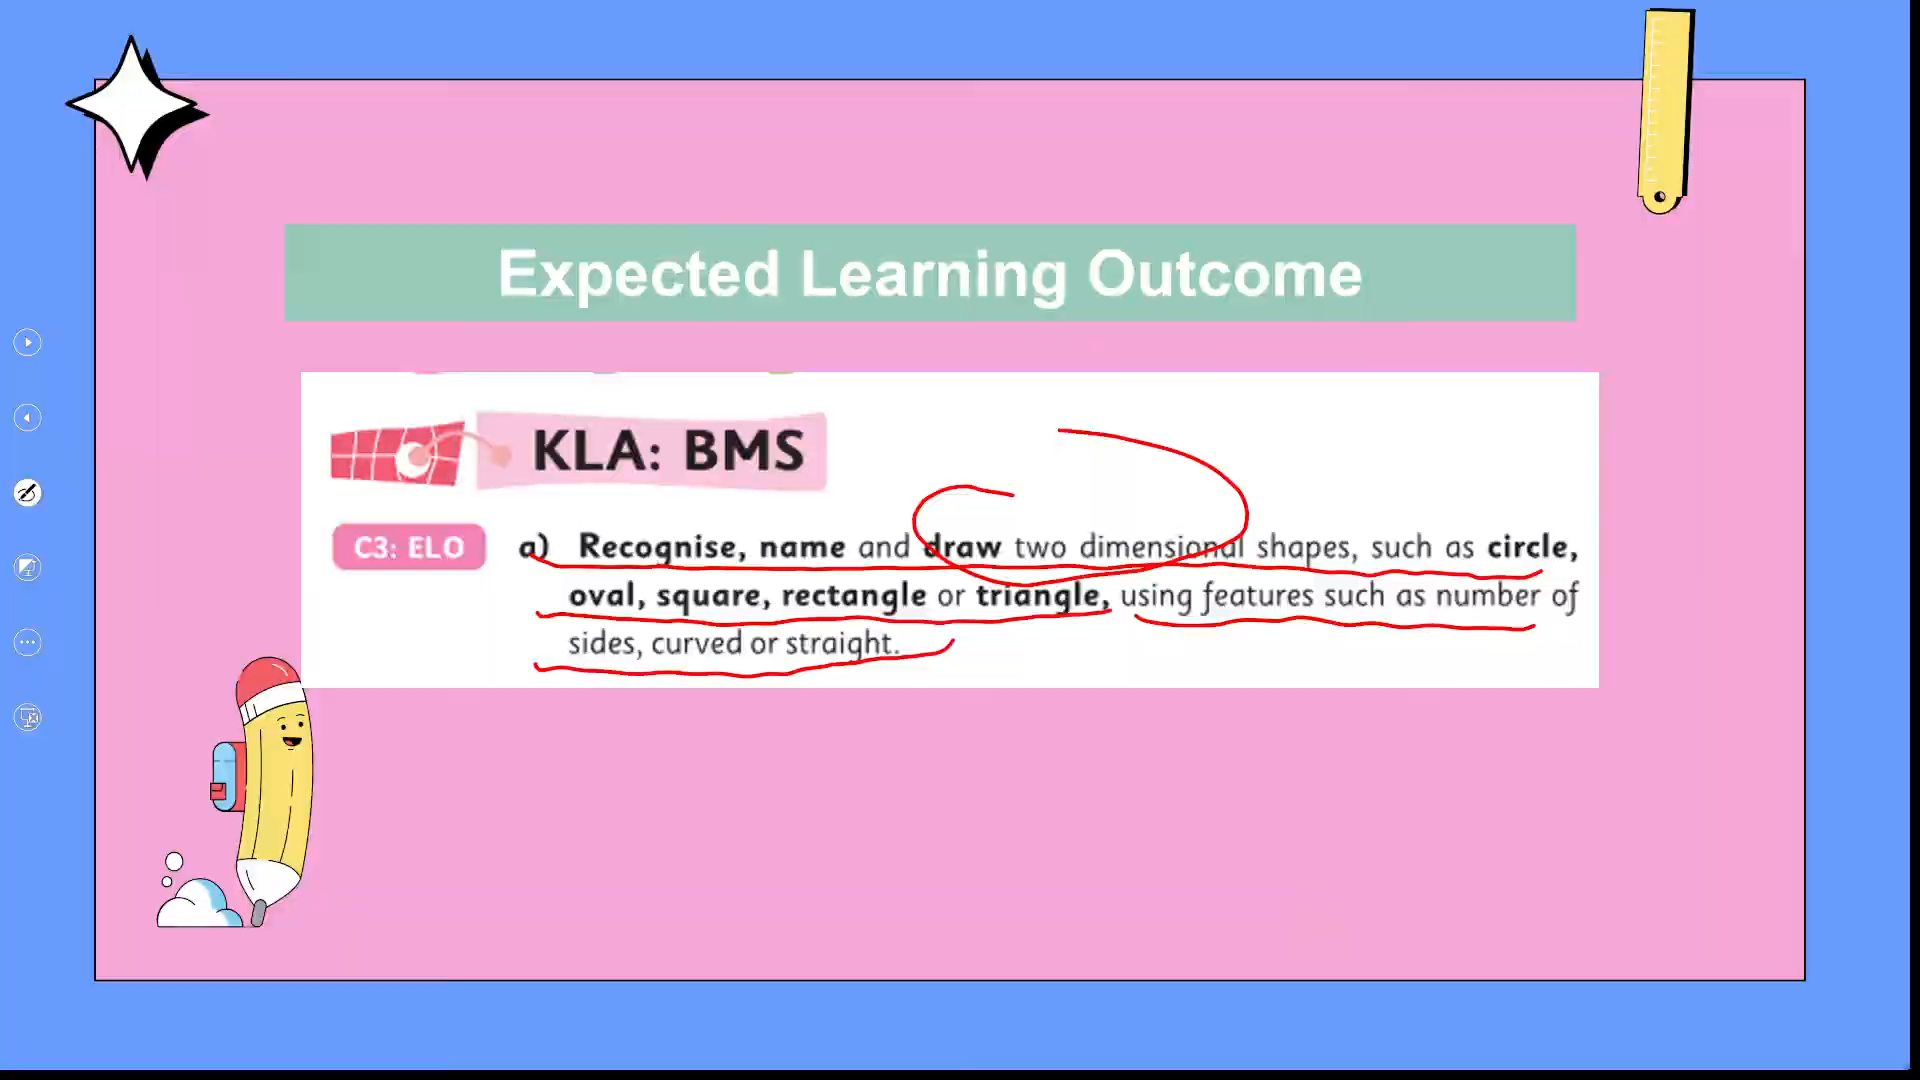 Expected Learning Outcome
KLA: BMS
C3: ELO a) Recognise, name and draw two dimensional shapes, such as circle,
oval, square, rectangle or triangle, using features such as number of
sides, curved or straight.